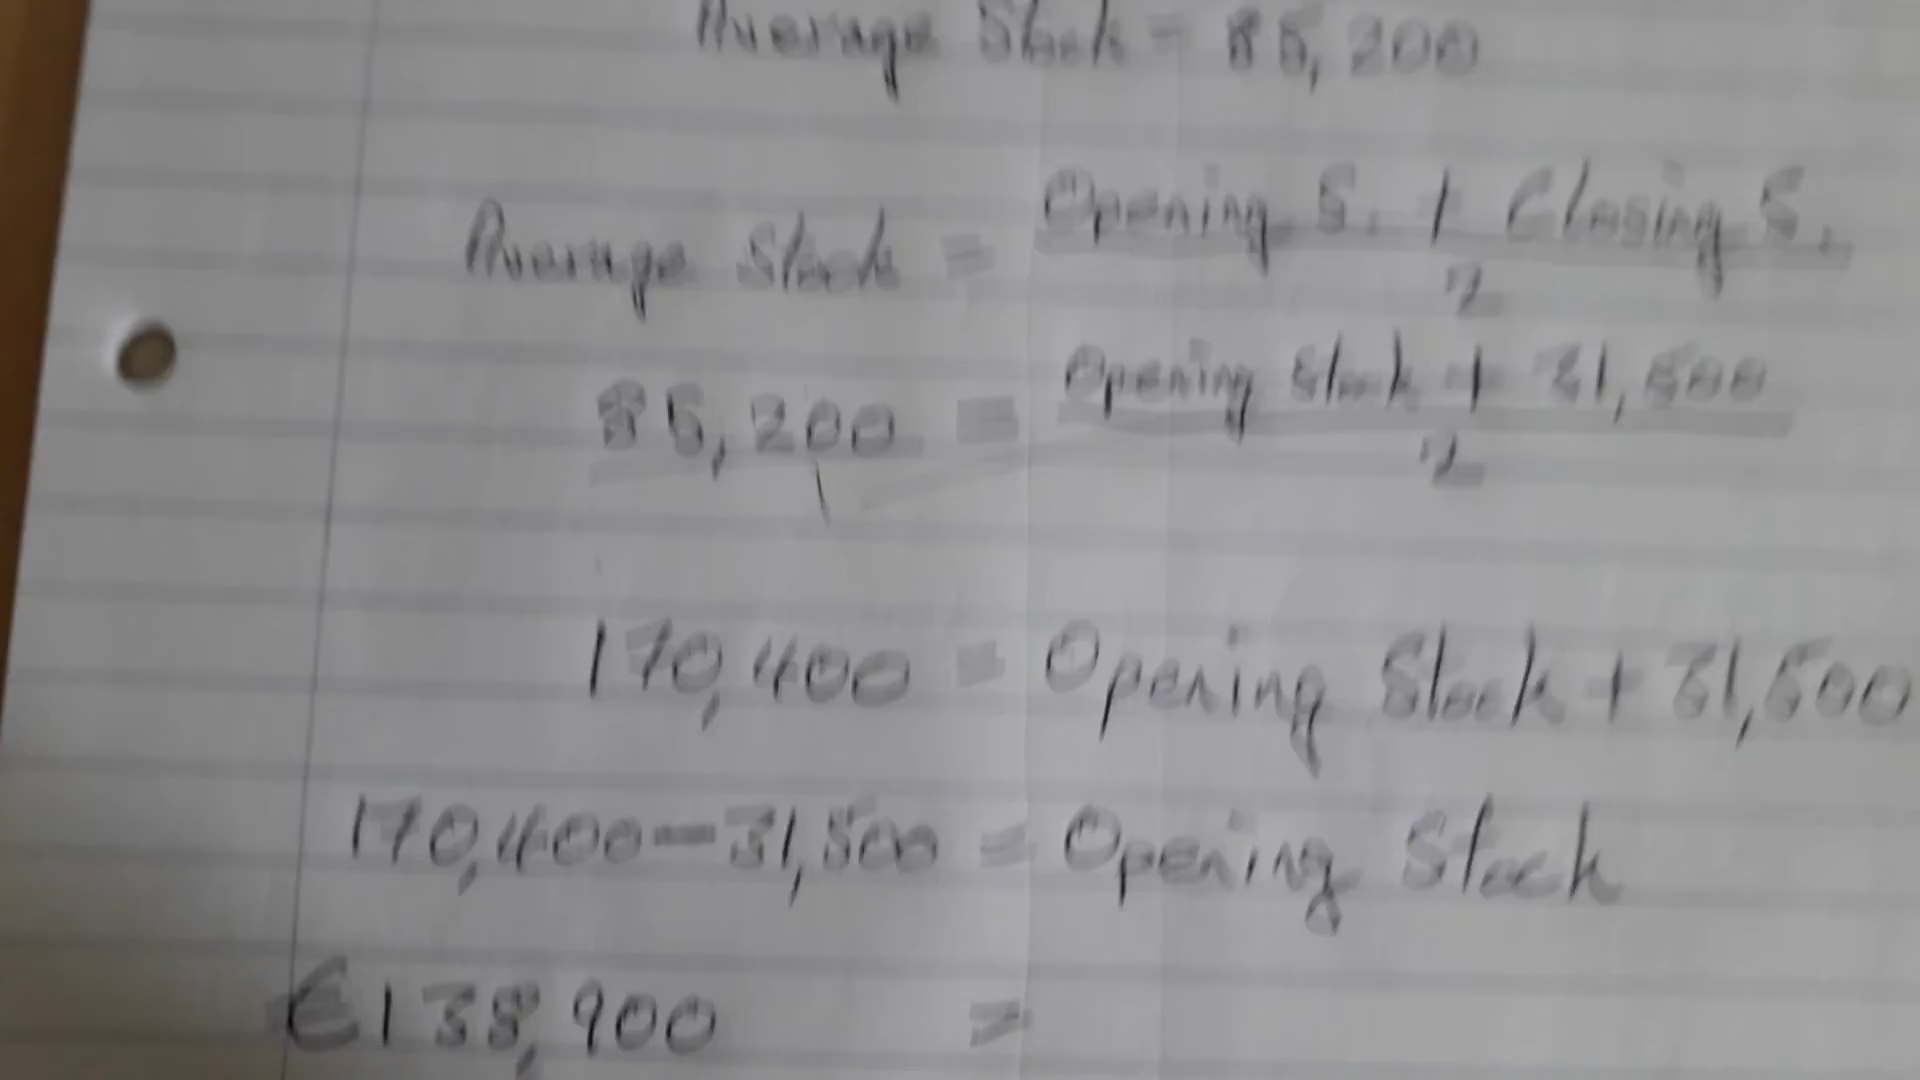 Average Stock = 85,200
Average Stock = Opening S. + Closing S.
2
85,200 = Opening Stock + 31,500
2
170,400 = Opening Stock + 31,500
170,400 - 31,500 = Opening Stock
€138,900 =